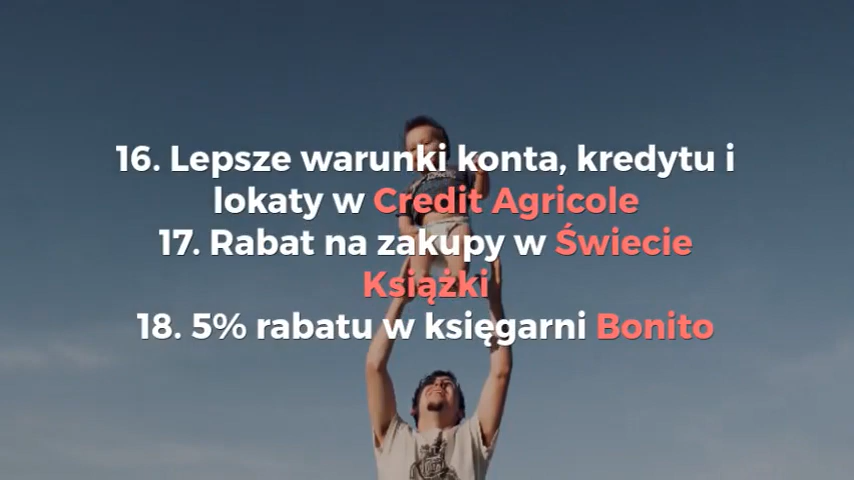 16. Lepsze warunki konta, kredytu i
lokaty w Credit Agricole
17. Rabat na zakupy w Świecie
Książki
18. 5% rabatu w księgarni Bonito